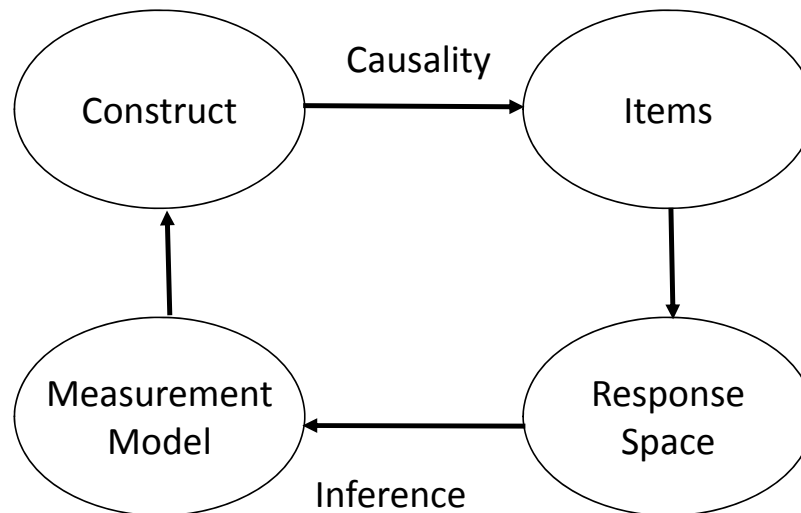 Causality
Construct
Items
Measurement
Model
Response
Space
Inference